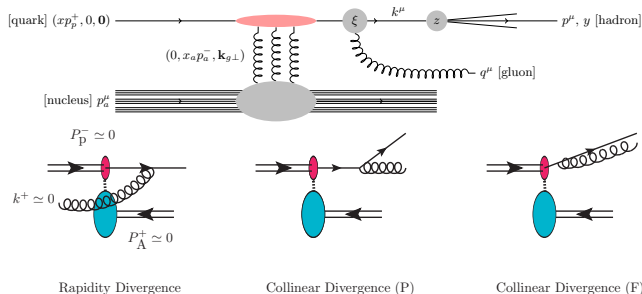 [quark] (xp_p^+, 0, 0)
ξ
k^μ
z
p^μ, y [hadron]
(0, x_a p_a^-, k_{g⊥})
q^μ [gluon]
[nucleus] p_a^μ
P_p^- ≃ 0
k^+ ≃ 0
P_A^+ ≃ 0
Rapidity Divergence
Collinear Divergence (P)
Collinear Divergence (F)